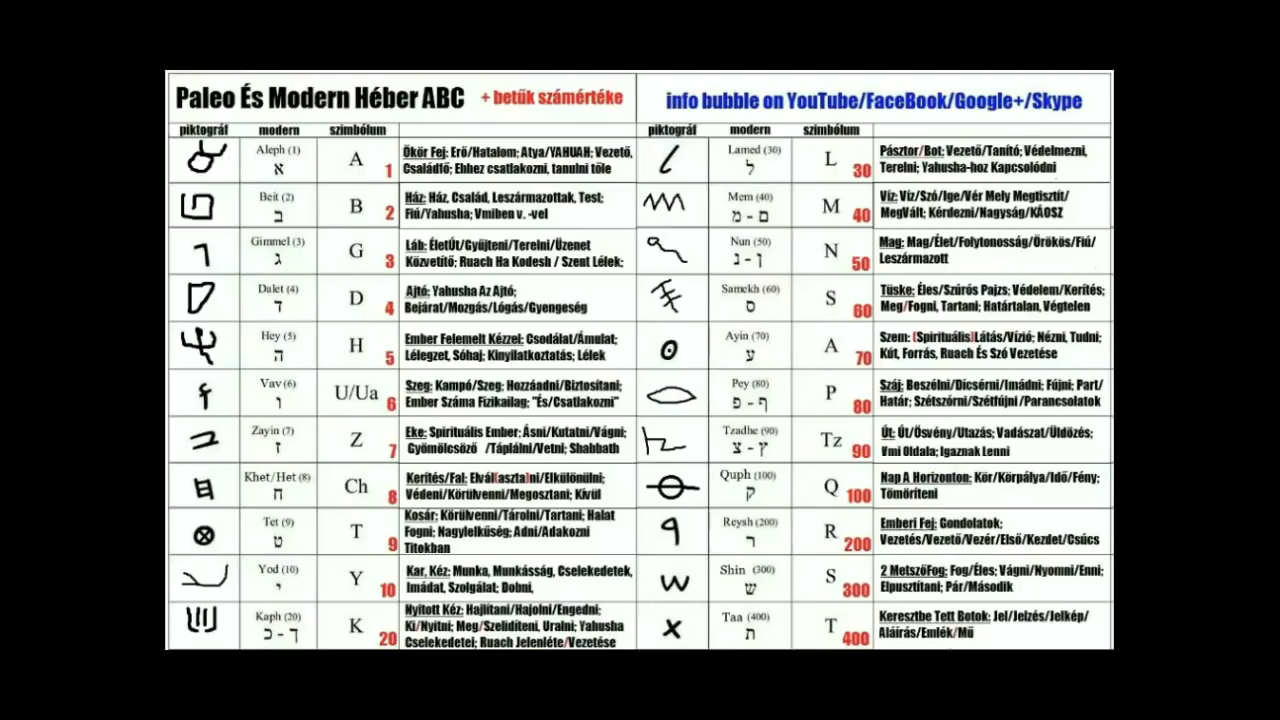 Paleo És Modern Héber ABC + betűk számértéke
piktográf modern szimbólum
Aleph (1) A Ökör Fej: Erő/Hatalom; Atya/YAHUAH; Vezető,
א 1 Családfő; Ehhez csatlakozni, tanulni tőle
Beit (2) B Ház: Ház, Család, Leszármazottak, Test;
ב 2 Fiú/Yahusha; Vmiben v. -vel
Gimmel (3) G Láb: ÉletÚt/Gyűjteni/Terelni/Üzenet
ג 3 Közvetítő; Ruach Ha Kodesh / Szent Lélek;
Dalet (4) D Ajtó: Yahusha Az Ajtó;
ד 4 Bejárat/Mozgás/Lógás/Gyengeség
Hey (5) H Ember Felemelt Kézzel: Csodálat/Ámulat;
ה 5 Lélegzet, Sóhaj; Kinyilatkoztatás; Lélek
Vav (6) U/Ua Szeg: Kampó/Szeg: Hozzáadni/Biztosítani;
ו 6 Ember Száma Fizikailag; "És/Csatlakozni"
Zayin (7) Z Eke: Spirituális Ember; Ásni/Kutatni/Vágni;
ז 7 Gyömölcsöző /Táplálni/Vetni; Shabbath
Khet/Het (8) Ch Kerítés/Fal: Elvál(aszta)ni/Elkülönülni;
ח 8 Védeni/Körülvenni/Megosztani; Kívül
Tet (9) T Kosár: Körülvenni/Tárolni/Tartani; Halat
ט 9 Fogni; Nagylelkűség; Adni/Adakozni
Titokban
Yod (10) Y Kar, Kéz: Munka, Munkásság, Cselekedetek,
י 10 Imádat, Szolgálat; Dobni,
Kaph (20) K Nyitott Kéz: Hajlítani/Hajolni/Engedni;
כ - ך 20 Ki/Nyitni; Meg/Szelidíteni, Uralni; Yahusha
Cselekedetei; Ruach Jelenléte/Vezetése
info bubble on YouTube/FaceBook/Google+/Skype
piktográf modern szimbólum
Lamed (30) L Pásztor/Bot: Vezető/Tanító; Védelmezni,
ל 30 Terelni; Yahusha-hoz Kapcsolódni
Mem (40) M Víz: Víz/Szó/Ige/Vér Mely Megtisztít/
מ - ם 40 MegVált; Kérdezni/Nagyság/KÁOSZ
Nun (50) N Mag: Mag/Élet/Folytonosság/Örökös/Fiú/
נ - ן 50 Leszármazott
Samekh (60) S Tüske: Éles/Szúrós Pajzs; Védelem/Kerítés;
ס 60 Meg/Fogni, Tartani; Határtalan, Végtelen
Ayin (70) A Szem: (Spirituális)Látás/Vízió; Nézni, Tudni;
ע 70 Kút, Forrás, Ruach És Szó Vezetése
Pey (80) P Száj: Beszélni/Dicsérni/Imádni; Fújni; Part/
פ - ף 80 Határ; Szétszórni/Szétfújni/Parancsolatok
Tzadhe (90) Tz Út: Út/Ösvény/Utazás; Vadászat/Üldözés;
צ - ץ 90 Vmi Oldala; Igaznak Lenni
Quph (100) Q Nap A Horizonton: Kör/Körpálya/Idő/Fény;
ק 100 Tömöríteni
Reysh (200) R Emberi Fej: Gondolatok;
ר 200 Vezetés/Vezető/Vezér/Első/Kezdet/Csúcs
Shin (300) S 2 MetszőFog: Fog/Éles; Vágni/Nyomni/Enni;
ש 300 Elpusztítani; Pár/Második
Taa (400) T Keresztbe Tett Botok: Jel/Jelzés/Jelkép/
ת 400 Aláírás/Emlék/Mű